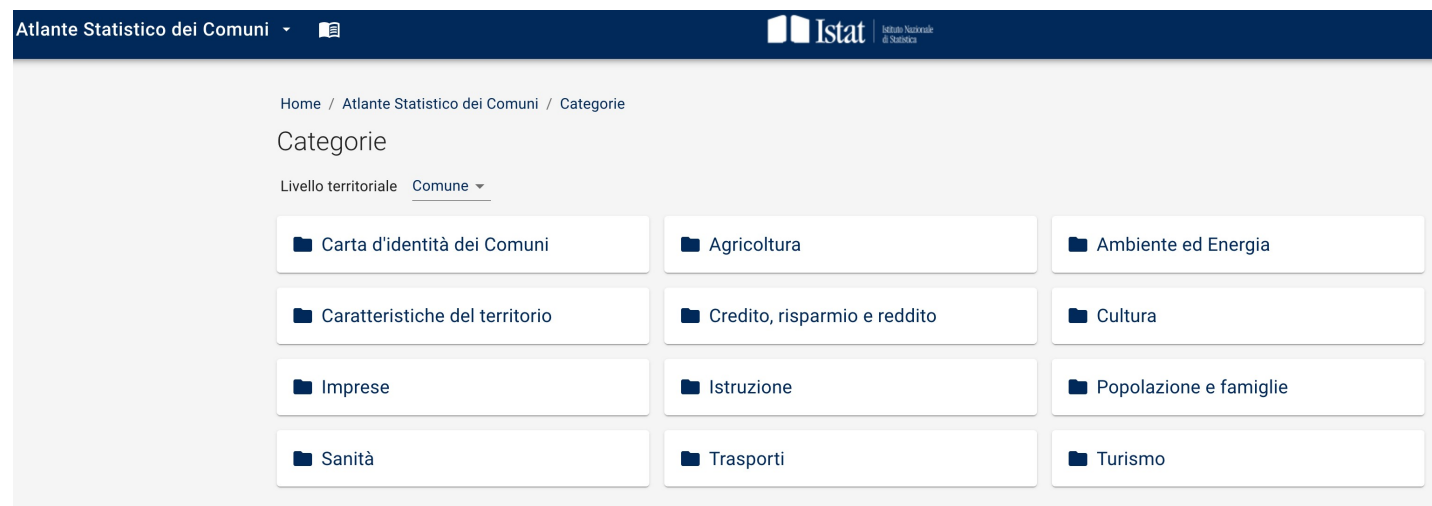 Atlante Statistico dei Comuni
Istat | Istituto Nazionale
di Statistica
Home / Atlante Statistico dei Comuni / Categorie
Categorie
Livello territoriale Comune
Carta d'identità dei Comuni
Agricoltura
Ambiente ed Energia
Caratteristiche del territorio
Credito, risparmio e reddito
Cultura
Imprese
Istruzione
Popolazione e famiglie
Sanità
Trasporti
Turismo